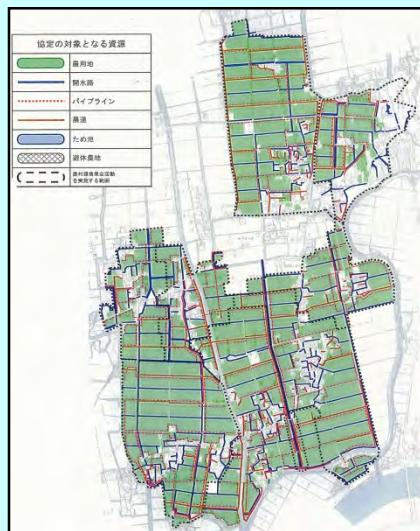 協定の対象となる資源
農用地
開水路
パイプライン
農道
ため池
遊休農地
農村環境保全活動
を実施する範囲